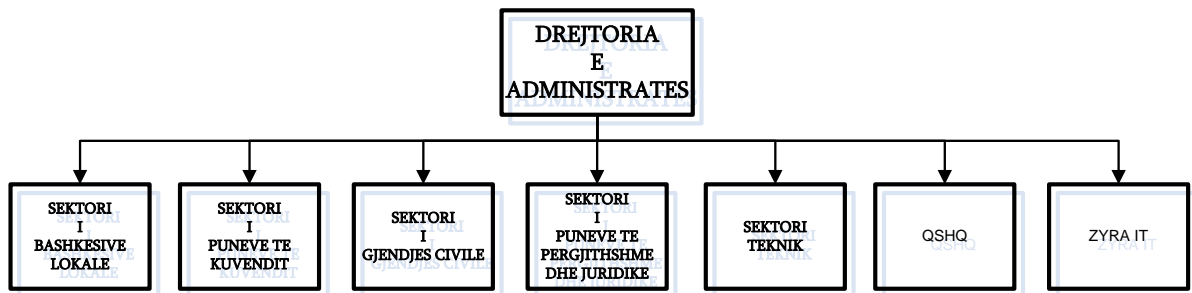 DREJTORIA
E
ADMINISTRATES
SEKTORI
I
BASHKESIVE
LOKALE
SEKTORI
I
PUNEVE TE
KUVENDIT
SEKTORI
I
GJENDJES CIVILE
SEKTORI
I
PUNEVE TE
PERGJITHSHME
DHE JURIDIKE
SEKTORI
TEKNIK
QSHQ
ZYRA IT